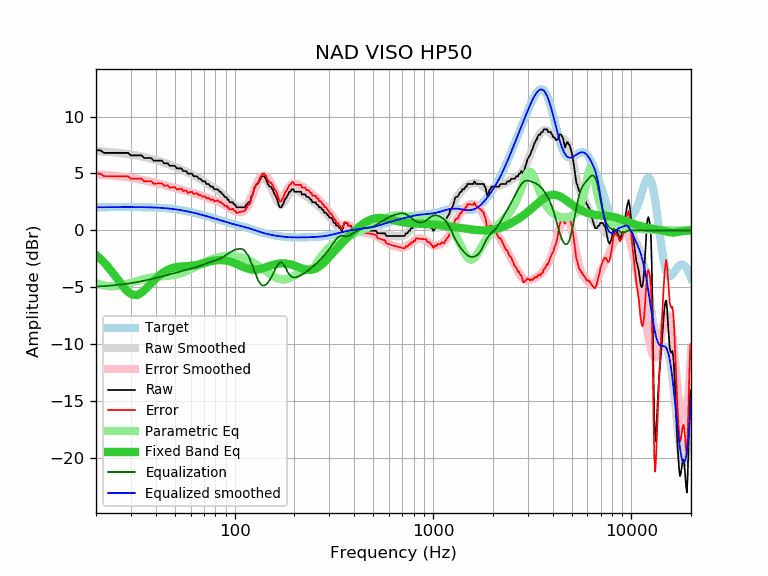 NAD VISO HP50
Amplitude (dBr)
10
5
0
−5
−10
−15
−20
Target
Raw Smoothed
Error Smoothed
Raw
Error
Parametric Eq
Fixed Band Eq
Equalization
Equalized smoothed
100
1000
10000
Frequency (Hz)